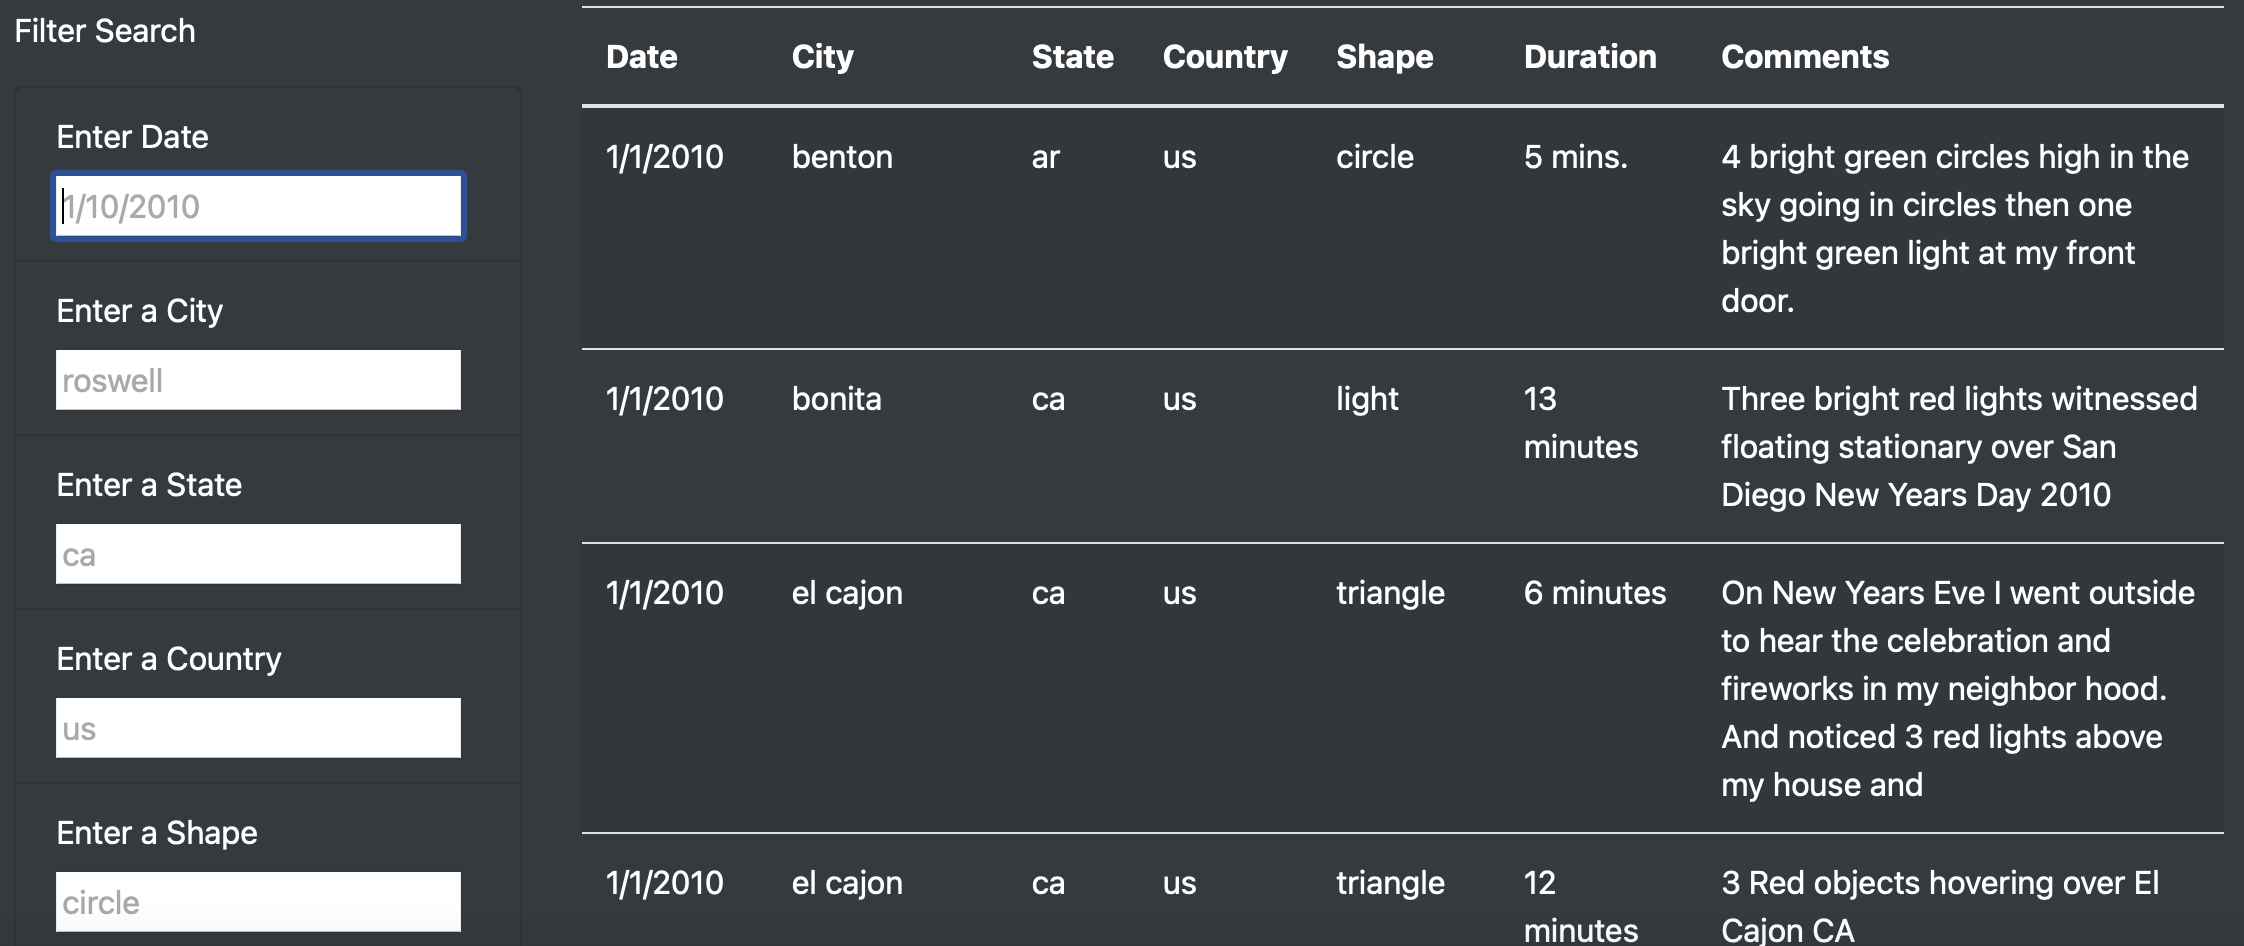 Filter Search
Enter Date
1/10/2010
Enter a City
roswell
Enter a State
ca
Enter a Country
us
Enter a Shape
circle
Date City State Country Shape Duration Comments
1/1/2010 benton ar us circle 5 mins. 4 bright green circles high in the
sky going in circles then one
bright green light at my front
door.
1/1/2010 bonita ca us light 13 Three bright red lights witnessed
minutes floating stationary over San
Diego New Years Day 2010
1/1/2010 el cajon ca us triangle 6 minutes On New Years Eve I went outside
to hear the celebration and
fireworks in my neighbor hood.
And noticed 3 red lights above
my house and
1/1/2010 el cajon ca us triangle 12 3 Red objects hovering over El
minutes Cajon CA